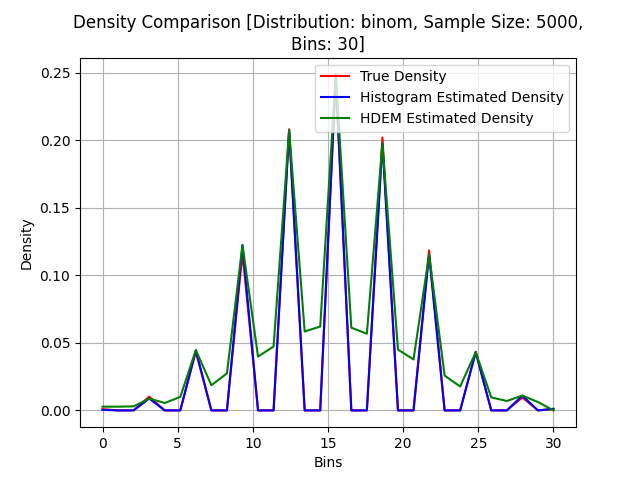 Density Comparison [Distribution: binom, Sample Size: 5000,
Bins: 30]
True Density
Histogram Estimated Density
HDEM Estimated Density
Density
0.25
0.20
0.15
0.10
0.05
0.00
0 5 10 15 20 25 30
Bins